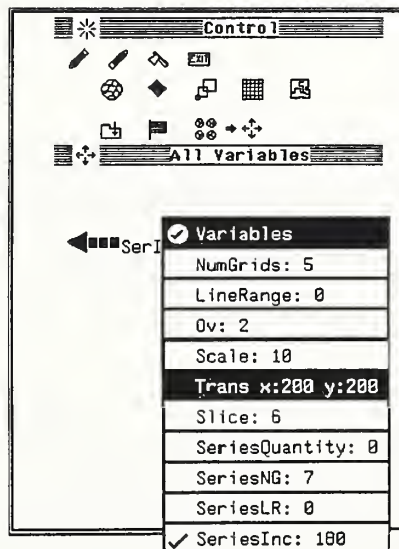 Control
EXIT
All Variables
SerI
Variables
NumGrids: 5
LineRange: 0
Ov: 2
Scale: 10
Trans x:200 y:200
Slice: 6
SeriesQuantity: 0
SeriesNG: 7
SeriesLR: 0
SeriesInc: 180